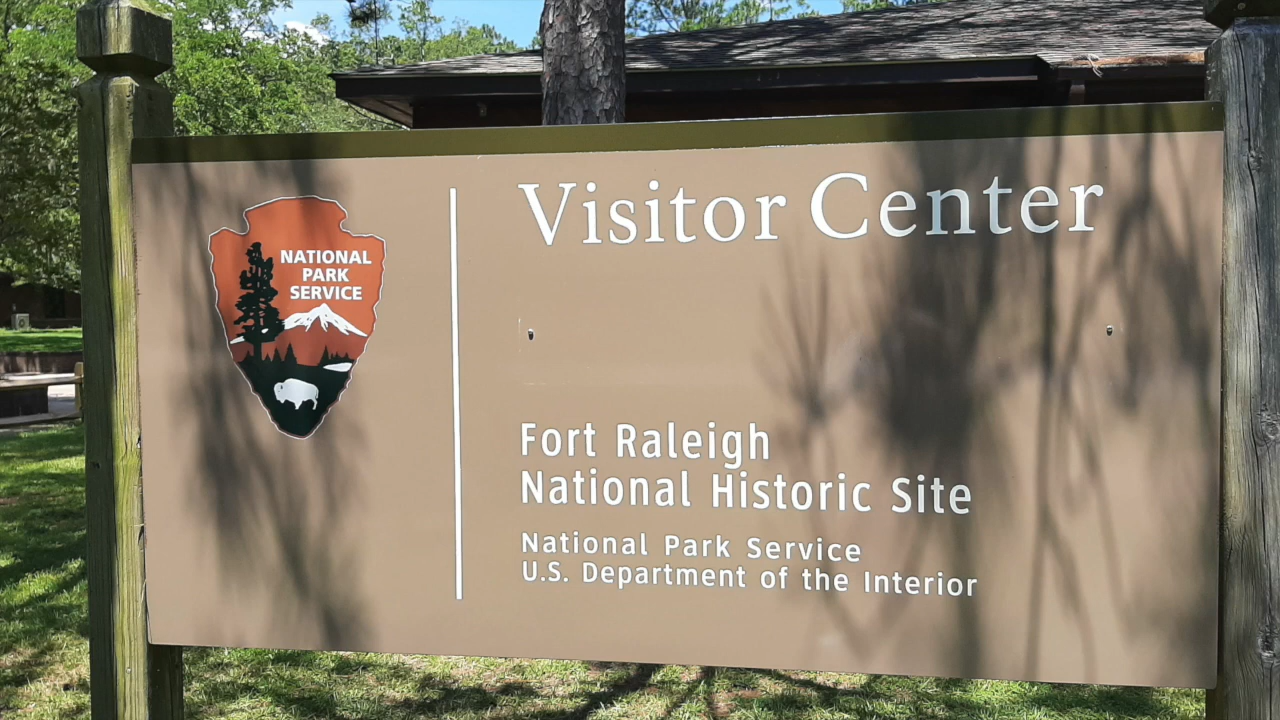 NATIONAL
PARK
SERVICE
Visitor Center
Fort Raleigh
National Historic Site
National Park Service
U.S. Department of the Interior